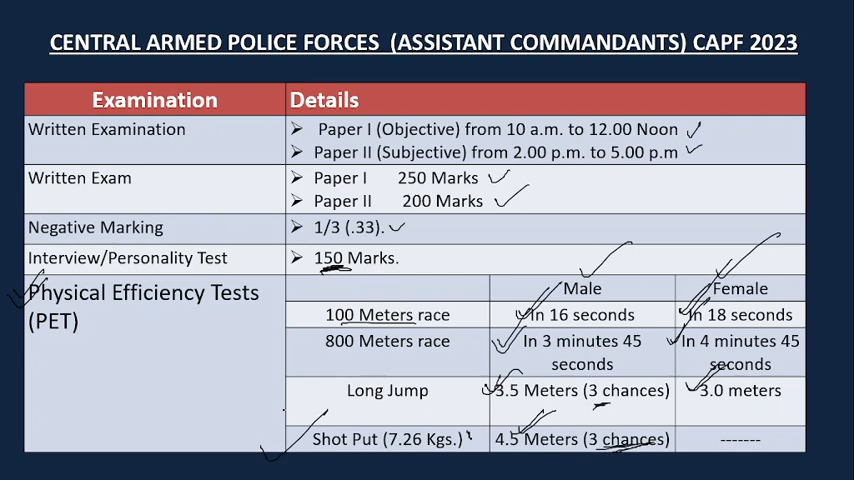 CENTRAL ARMED POLICE FORCES (ASSISTANT COMMANDANTS) CAPF 2023
Examination Details
Written Examination
➢ Paper I (Objective) from 10 a.m. to 12.00 Noon
➢ Paper II (Subjective) from 2.00 p.m. to 5.00 p.m
Written Exam
➢ Paper I 250 Marks
➢ Paper II 200 Marks
Negative Marking
➢ 1/3 (.33).
Interview/Personality Test
➢ 150 Marks.
Physical Efficiency Tests
(PET)
Male Female
100 Meters race In 16 seconds In 18 seconds
800 Meters race In 3 minutes 45
seconds
In 4 minutes 45
seconds
Long Jump 3.5 Meters (3 chances) 3.0 meters
Shot Put (7.26 Kgs.) 4.5 Meters (3 chances) -------